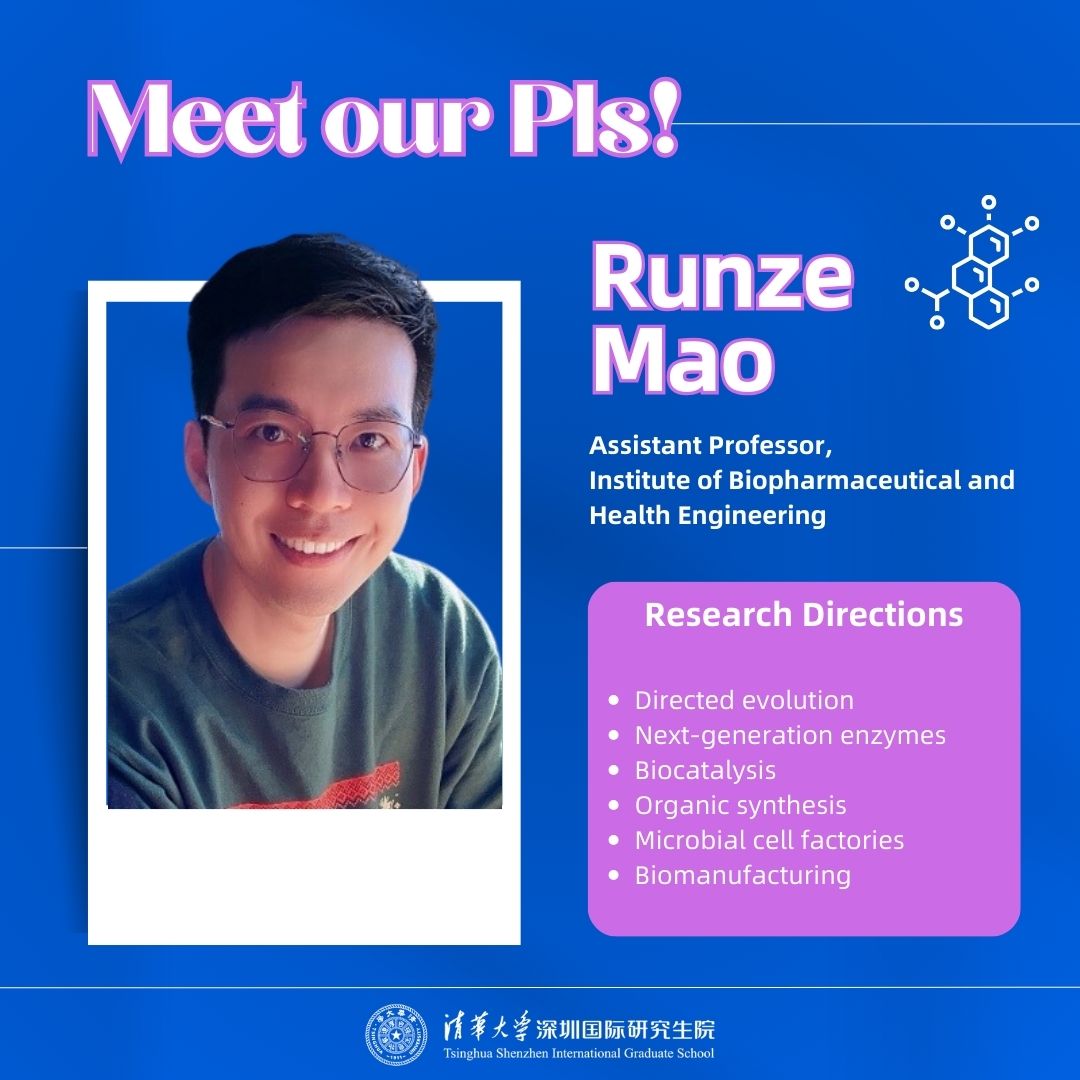 Meet our PIs!
Runze
Mao
Assistant Professor,
Institute of Biopharmaceutical and
Health Engineering
Research Directions
Directed evolution
Next-generation enzymes
Biocatalysis
Organic synthesis
Microbial cell factories
Biomanufacturing
清华大学深圳国际研究生院
Tsinghua Shenzhen International Graduate School